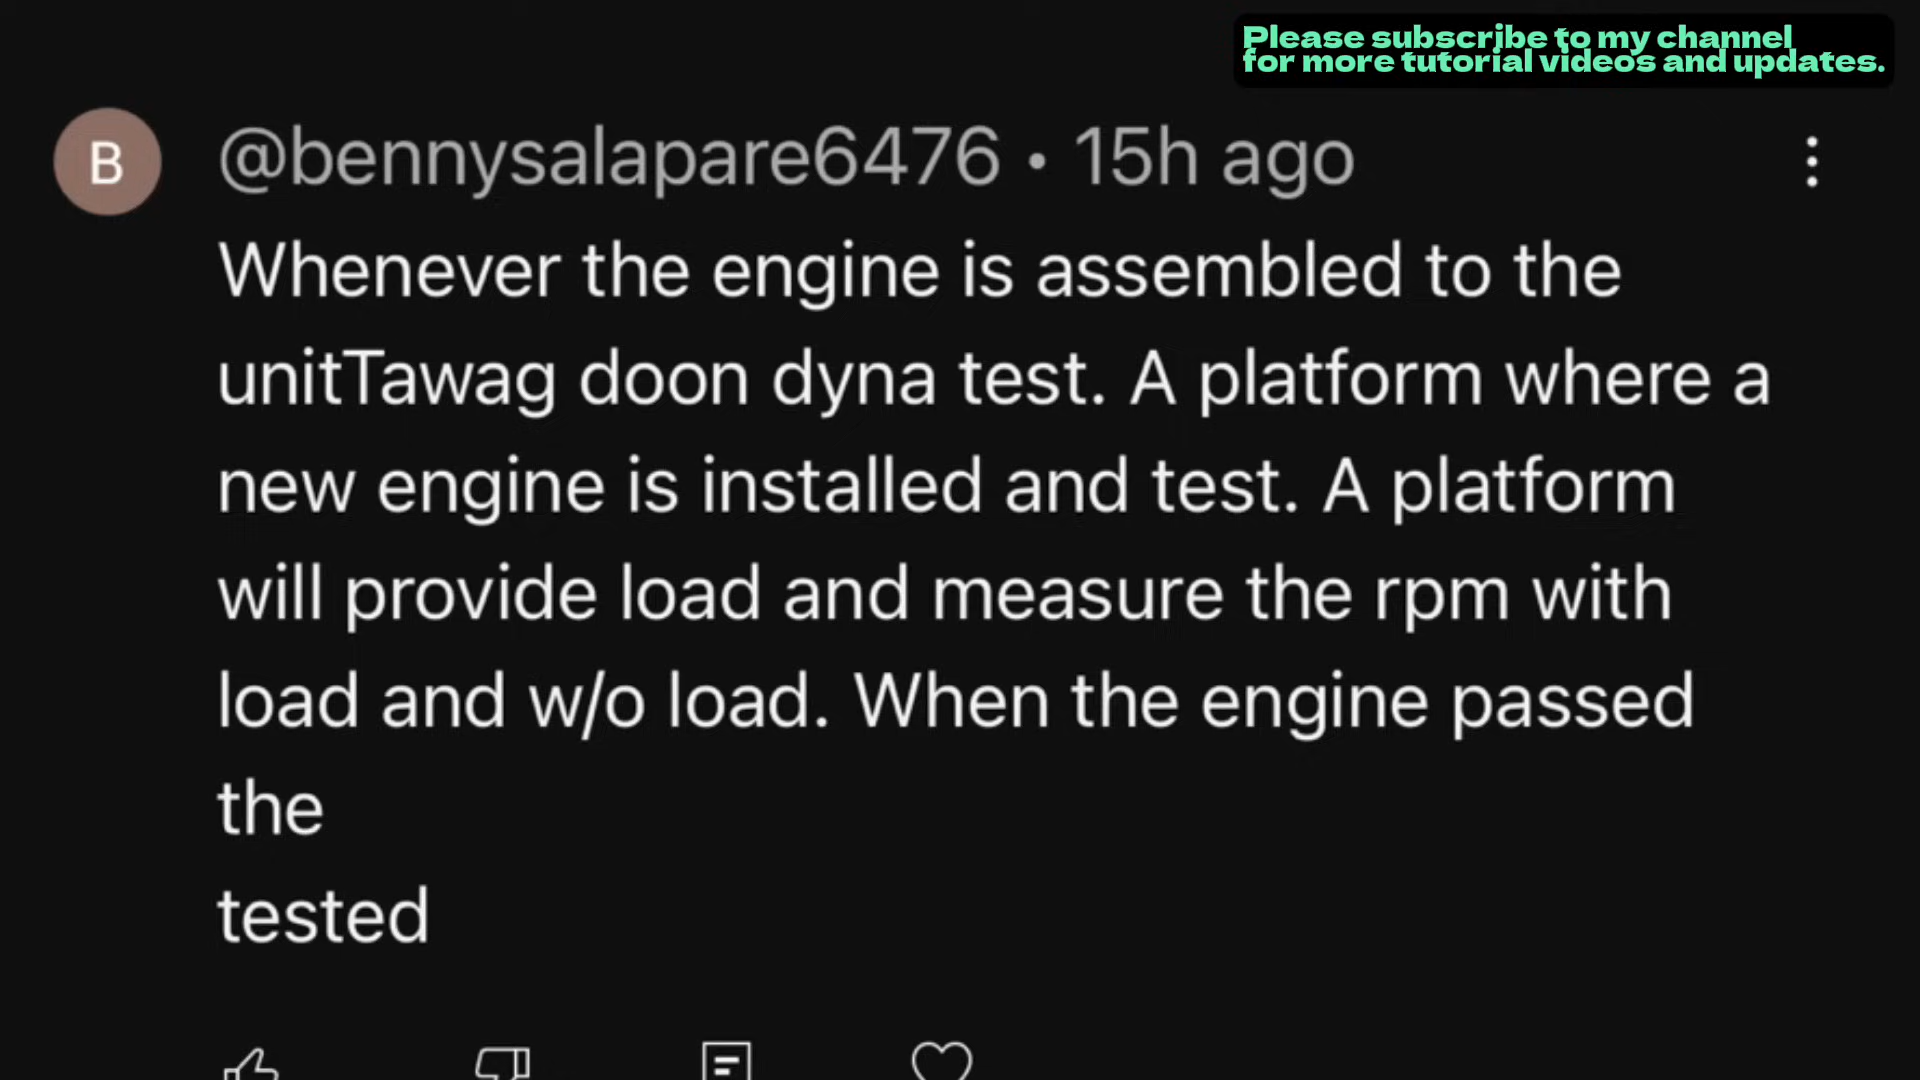 Please subscribe to my channel
for more tutorial videos and updates.
B
@bennysalapare6476 • 15h ago
Whenever the engine is assembled to the
unitTawag doon dyna test. A platform where a
new engine is installed and test. A platform
will provide load and measure the rpm with
load and w/o load. When the engine passed
the
tested